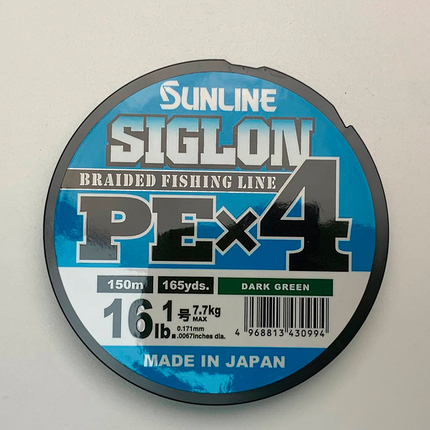 SUNLINE
SIGLON
BRAIDED FISHING LINE
PE×4
150m 165yds. DARK GREEN
16lb. 1号 7.7kg MAX
0.171mm
.0067inches dia.
4 968813 430994
MADE IN JAPAN